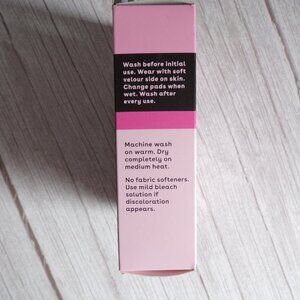 Wash before initial
use. Wear with soft
velour side on skin.
Change pads when
wet. Wash after
every use.
Machine wash
on warm. Dry
completely on
medium heat.
No fabric softeners.
Use mild bleach
solution if
discoloration
appears.